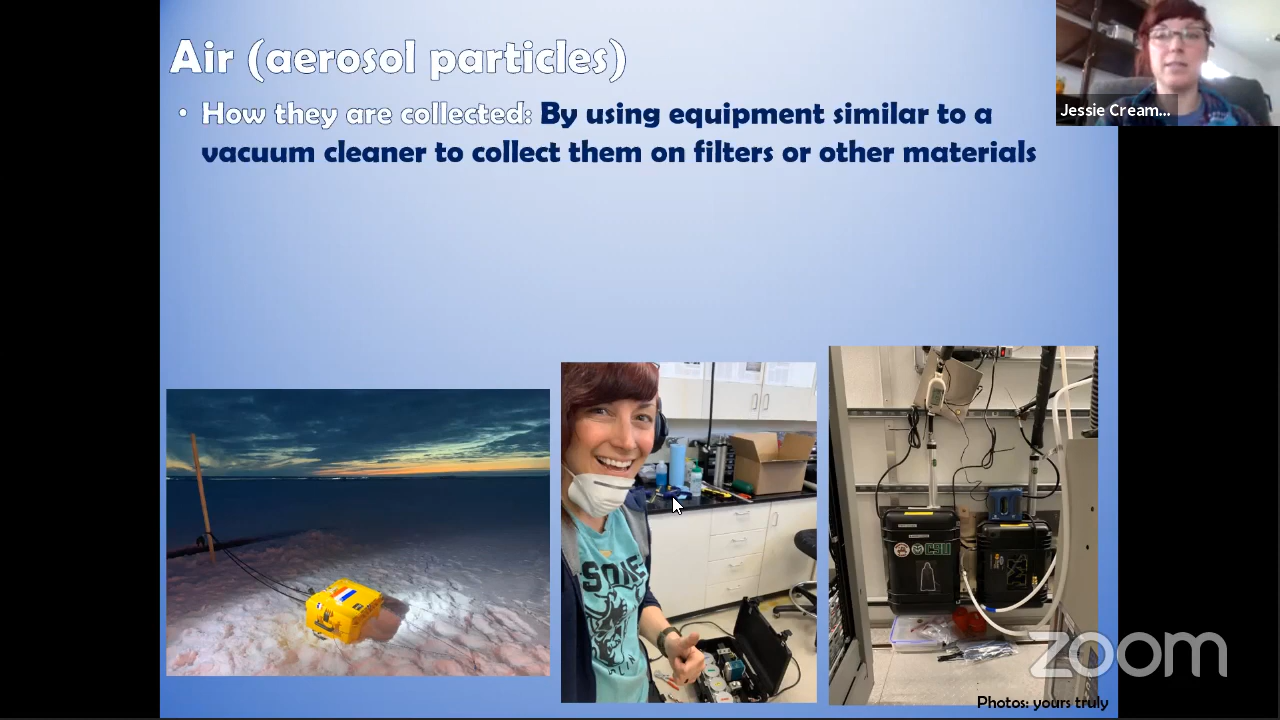 Air (aerosol particles)
Jessie Cream...
• How they are collected: By using equipment similar to a
vacuum cleaner to collect them on filters or other materials
CSU
zoom
Photos: yours truly